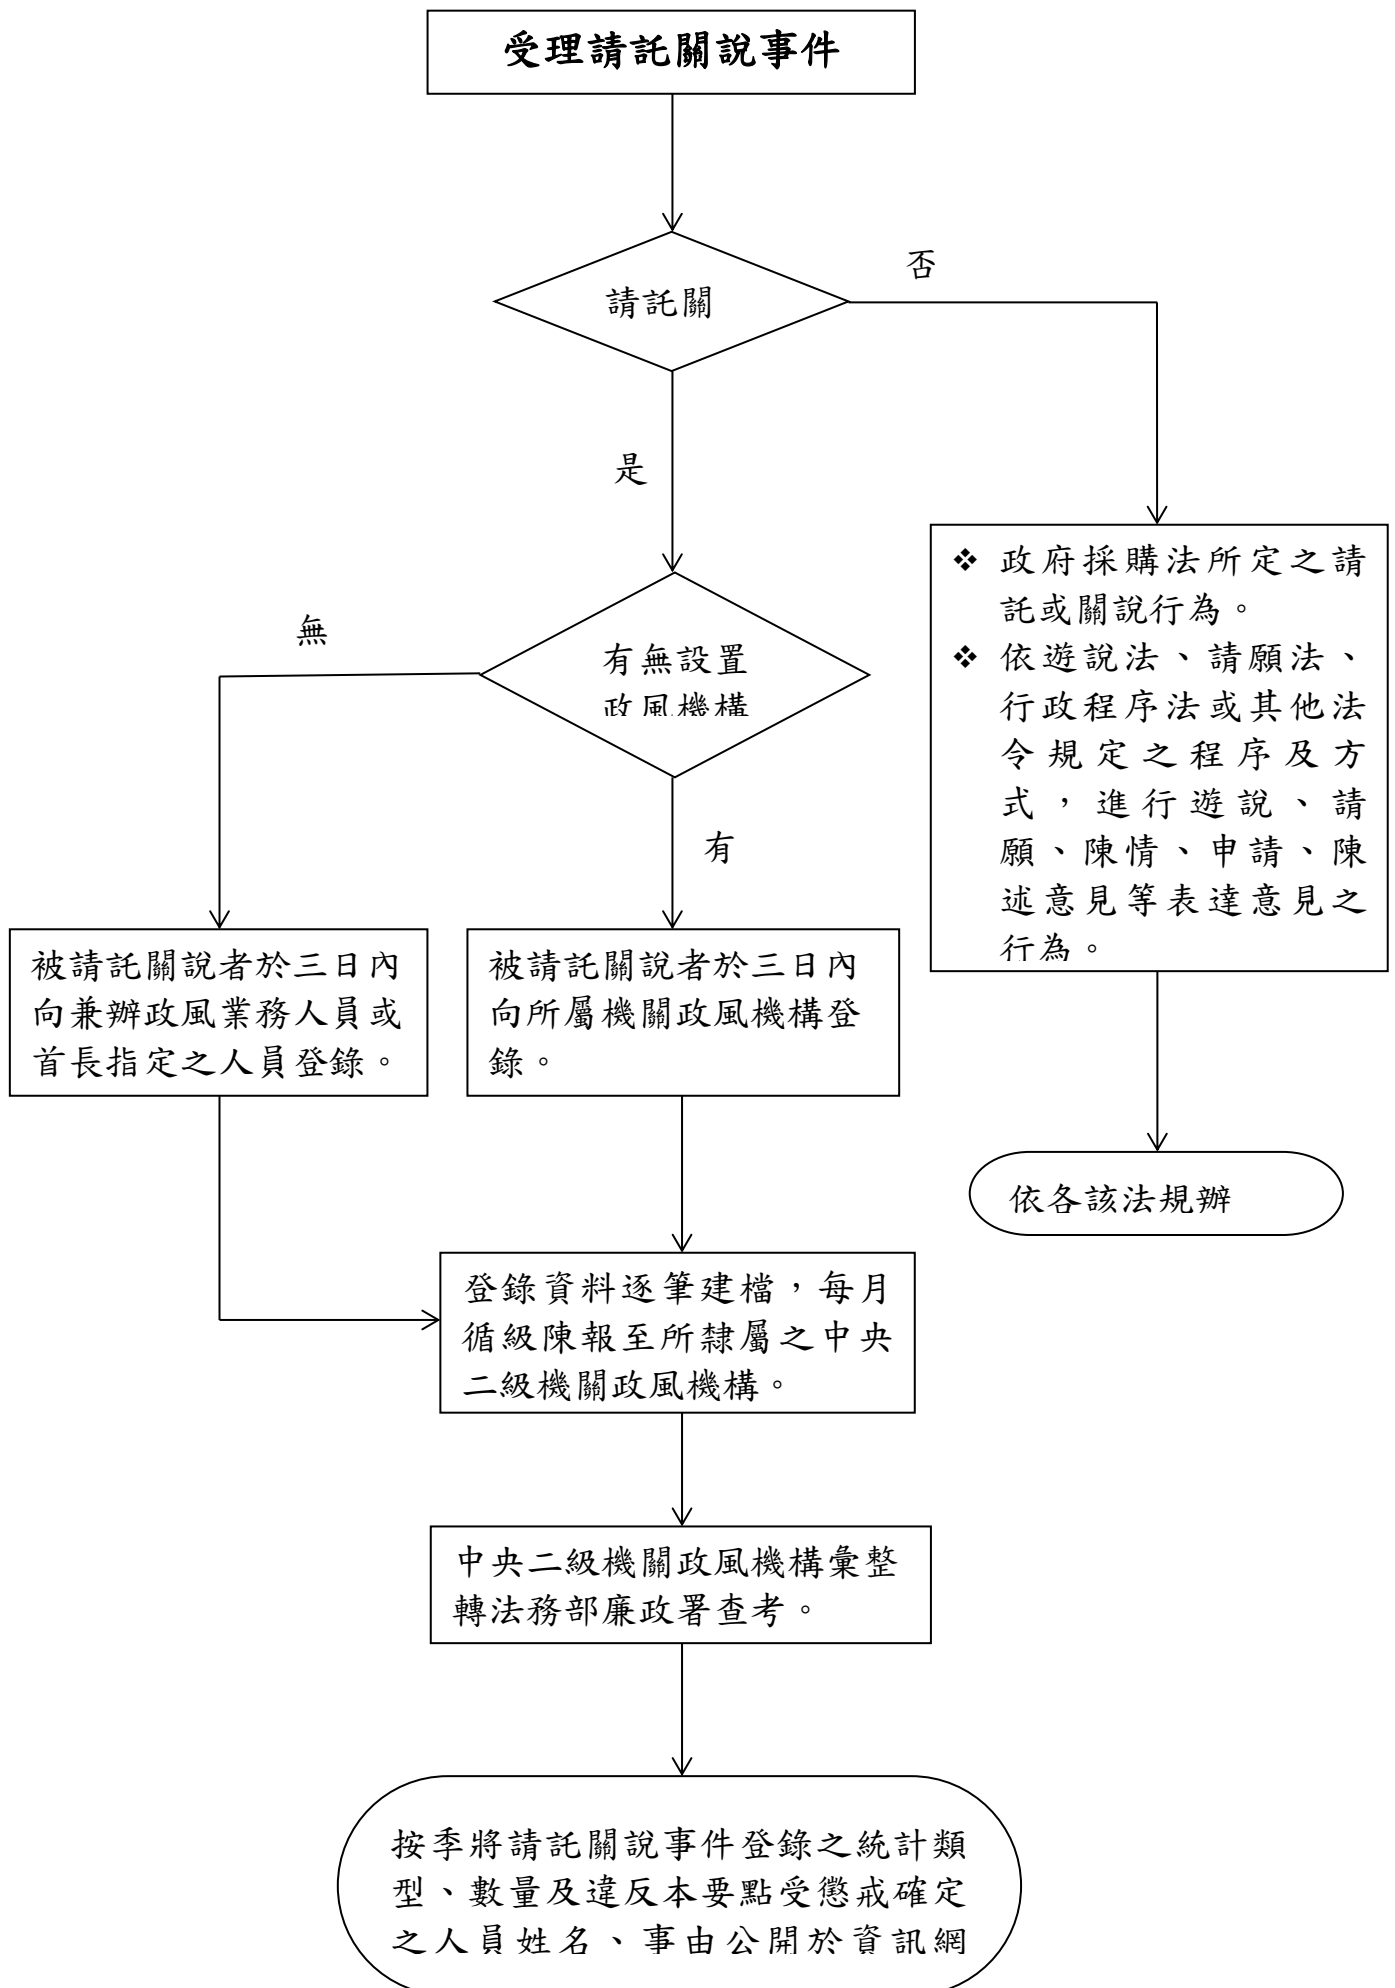 受理請託關說事件
請託關
否
是
有無設置
政風機構
無
有
❖ 政府採購法所定之請
託或關說行為。
❖ 依遊說法、請願法、
行政程序法或其他法
令規定之程序及方
式，進行遊說、請
願、陳情、申請、陳
述意見等表達意見之
行為。
被請託關說者於三日內
向兼辦政風業務人員或
首長指定之人員登錄。
被請託關說者於三日內
向所屬機關政風機構登
錄。
依各該法規辦
登錄資料逐筆建檔，每月
循級陳報至所隸屬之中央
二級機關政風機構。
中央二級機關政風機構彙整
轉法務部廉政署查考。
按季將請託關說事件登錄之統計類
型、數量及違反本要點受懲戒確定
之人員姓名、事由公開於資訊網